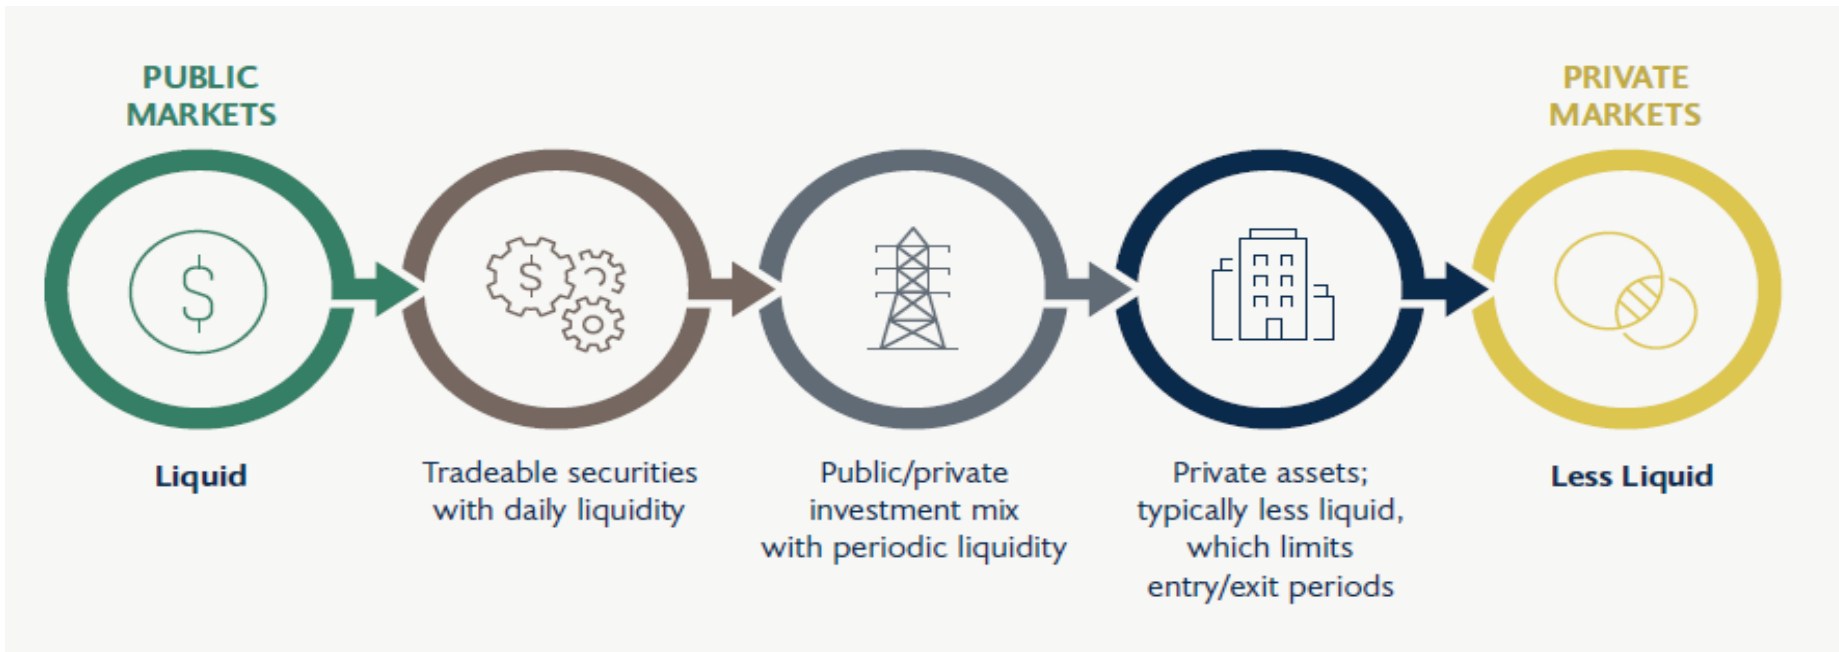 PUBLIC
MARKETS
PRIVATE
MARKETS
$
$
Liquid
Tradeable securities
with daily liquidity
Public/private
investment mix
with periodic liquidity
Private assets;
typically less liquid,
which limits
entry/exit periods
Less Liquid